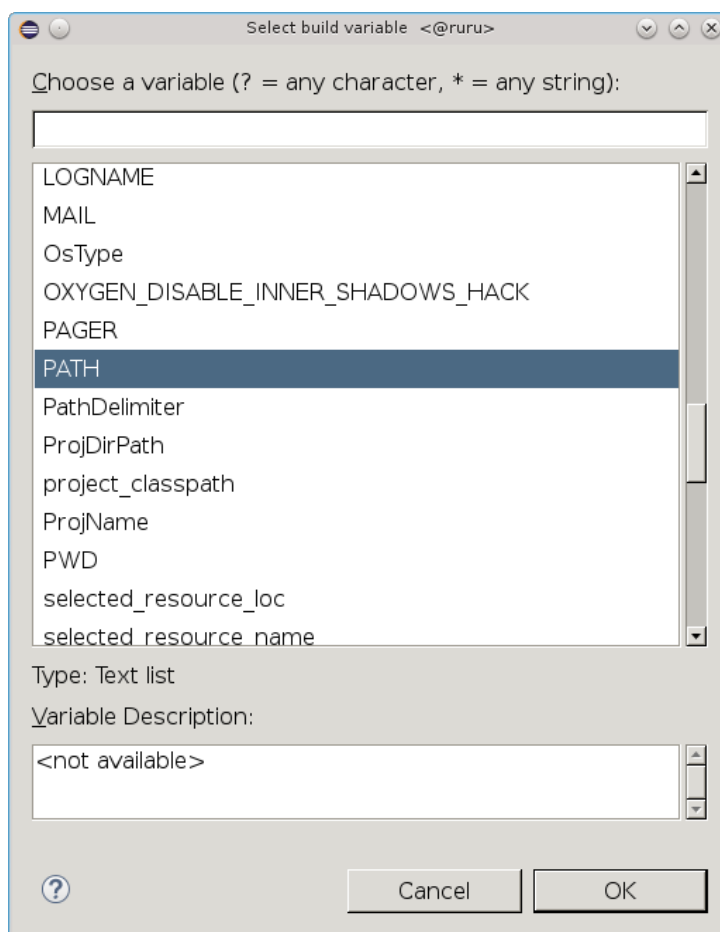 Select build variable <@ruru>
Choose a variable (? = any character, * = any string):
LOGNAME
MAIL
OsType
OXYGEN_DISABLE_INNER_SHADOWS_HACK
PAGER
PATH
PathDelimiter
ProjDirPath
project_classpath
ProjName
PWD
selected_resource_loc
selected_resource_name
Type: Text list
Variable Description:
<not available>
?
Cancel
OK